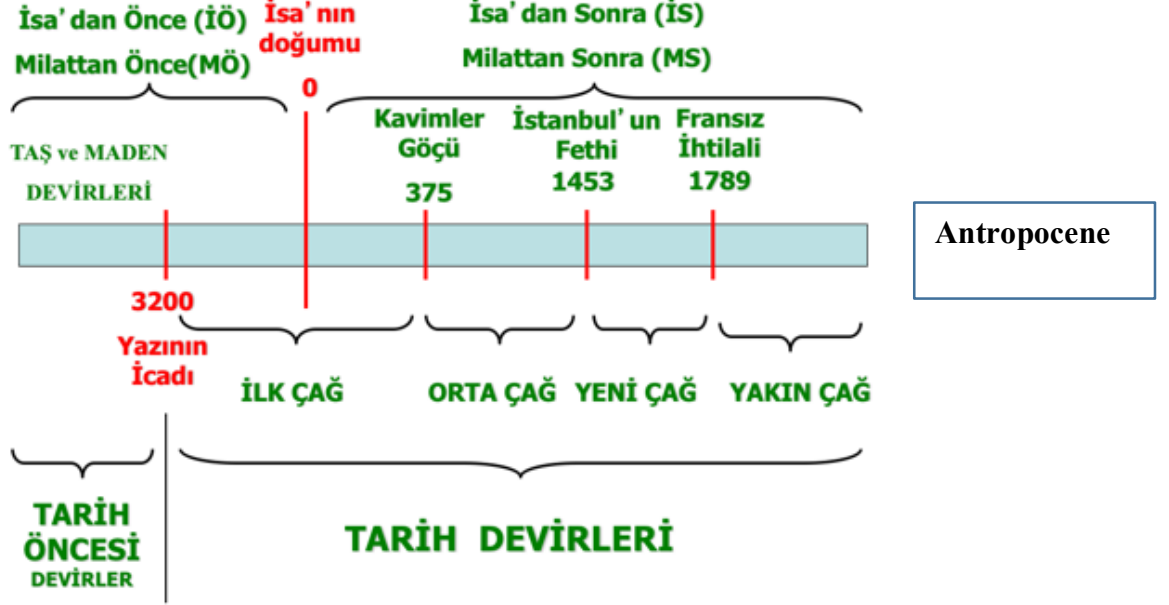 İsa'dan Önce (İÖ)
Milattan Önce(MÖ)
İsa'nın
doğumu
0
İsa'dan Sonra (İS)
Milattan Sonra (MS)
TAŞ ve MADEN
DEVİRLERİ
Kavimler
Göçü
375
İstanbul'un
Fethi
1453
Fransız
İhtilali
1789
Antropocene
3200
Yazının
İcadı
İLK ÇAĞ
ORTA ÇAĞ
YENİ ÇAĞ
YAKIN ÇAĞ
TARİH
ÖNCESİ
DEVİRLER
TARİH DEVİRLERİ